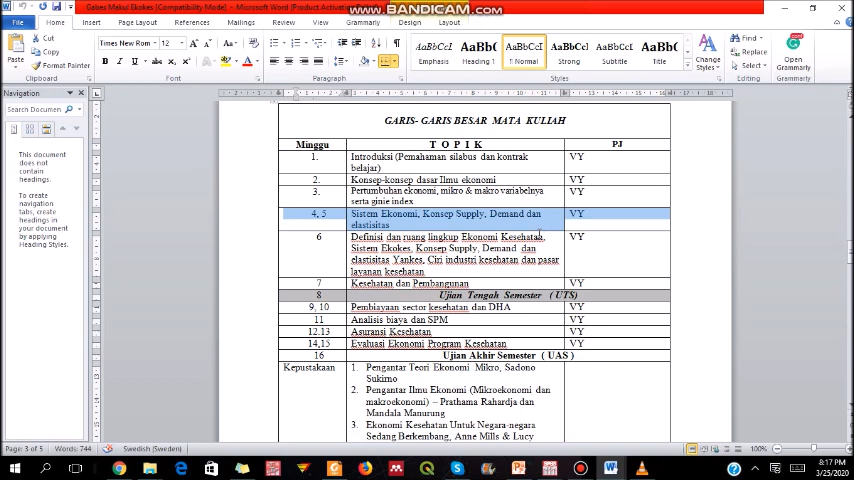 Gabes Makul Ekokes [Compatibility Mode] - Microsoft Word [Product Activation Failed]
WWW.BANDICAM.COM
File
Home
Insert
Page Layout
References
Mailings
Review
View
Grammarly
Design
Layout
Paste
Cut
Copy
Format Painter
Clipboard
Times New Roman
12
Font
Paragraph
AaBbCcI
Emphasis
AaBbC
Heading 1
AaBbCcI
¶ Normal
AaBbCc
Strong
AaBbCc
Subtitle
AaBbC
Title
Styles
Change
Styles
Find
Replace
Select
Editing
Open
Grammarly
Grammarly
Navigation
Search Documen
This
document
does not
contain
headings.
To create
navigation
tabs, create
headings in
your
document by
applying
Heading Styles.
GARIS- GARIS BESAR MATA KULIAH
Minggu T O P I K PJ
1. Introduksi (Pemahaman silabus dan kontrak VY
belajar)
2. Konsep-konsep dasar Ilmu ekonomi VY
3. Pertumbuhan ekonomi, mikro & makro variabelnya VY
serta ginie index
4, 5 Sistem Ekonomi, Konsep Supply, Demand dan VY
elastisitas
6 Definisi dan ruang lingkup Ekonomi Kesehatan, VY
Sistem Ekokes, Konsep Supply, Demand dan
elastisitas Yankes, Ciri industri kesehatan dan pasar
layanan kesehatan
7 Kesehatan dan Pembangunan VY
8 Ujian Tengah Semester ( UTS)
9, 10 Pembiayaan sector kesehatan dan DHA VY
11 Analisis biaya dan SPM VY
12.13 Asuransi Kesehatan VY
14,15 Evaluasi Ekonomi Program Kesehatan VY
16 Ujian Akhir Semester ( UAS )
Kepustakaan 1. Pengantar Teori Ekonomi Mikro, Sadono
Sukirno
2. Pengantar Ilmu Ekonomi (Mikroekonomi dan
makroekonomi) – Prathama Rahardja dan
Mandala Manurung
3. Ekonomi Kesehatan Untuk Negara-negara
Sedang Berkembang, Anne Mills & Lucy
Page: 3 of 5
Words: 744
Swedish (Sweden)
100%
8:17 PM
3/25/2020